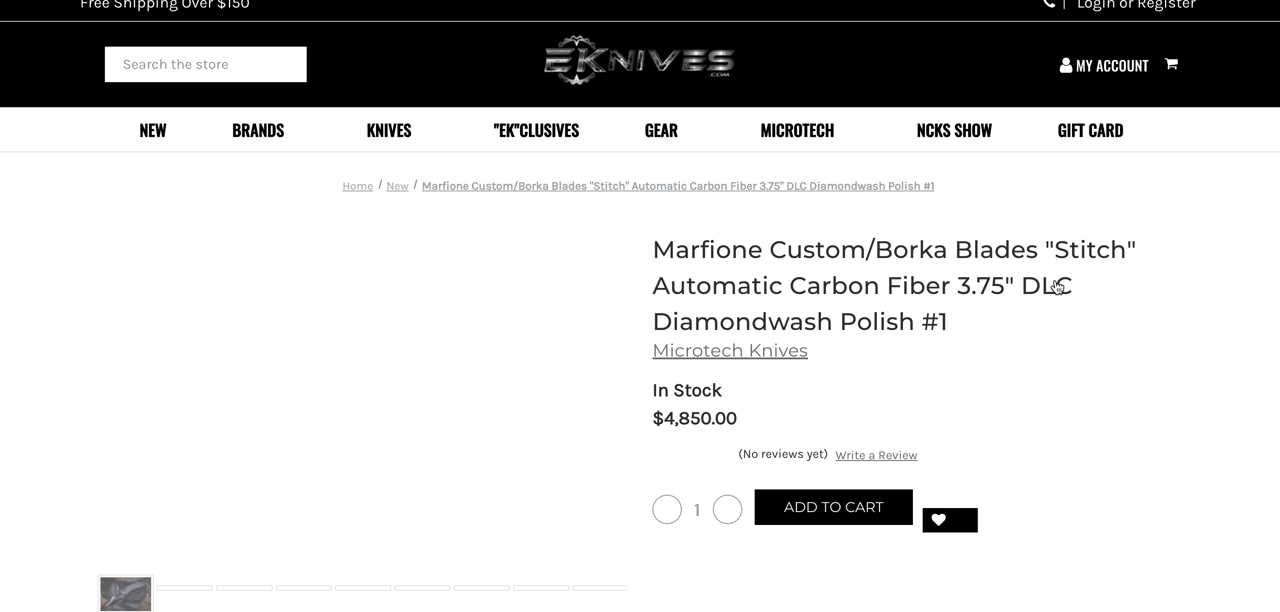 Free Shipping Over $150
| Login or Register
Search the store
EKNIVES
.COM
MY ACCOUNT
NEW BRANDS KNIVES "EK"CLUSIVES GEAR MICROTECH NCKS SHOW GIFT CARD
Home / New / Marfione Custom/Borka Blades "Stitch" Automatic Carbon Fiber 3.75" DLC Diamondwash Polish #1
Marfione Custom/Borka Blades "Stitch"
Automatic Carbon Fiber 3.75" DLC
Diamondwash Polish #1
Microtech Knives
In Stock
$4,850.00
(No reviews yet) Write a Review
1
ADD TO CART